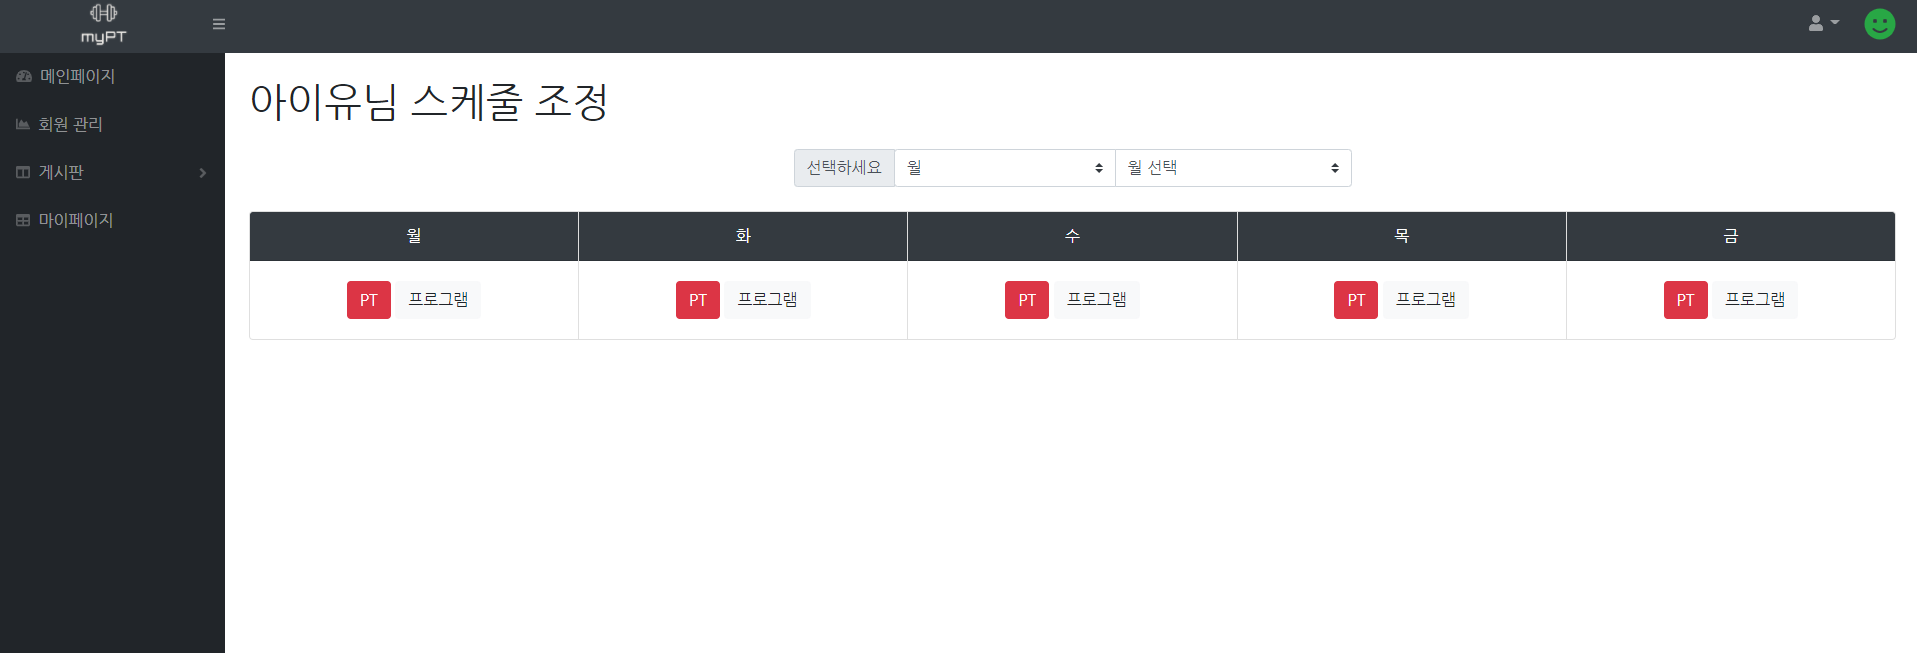 myPT
메인페이지
회원 관리
게시판
마이페이지
아이유님 스케줄 조정
선택하세요 월 월 선택
월 화 수 목 금
PT 프로그램 PT 프로그램 PT 프로그램 PT 프로그램 PT 프로그램